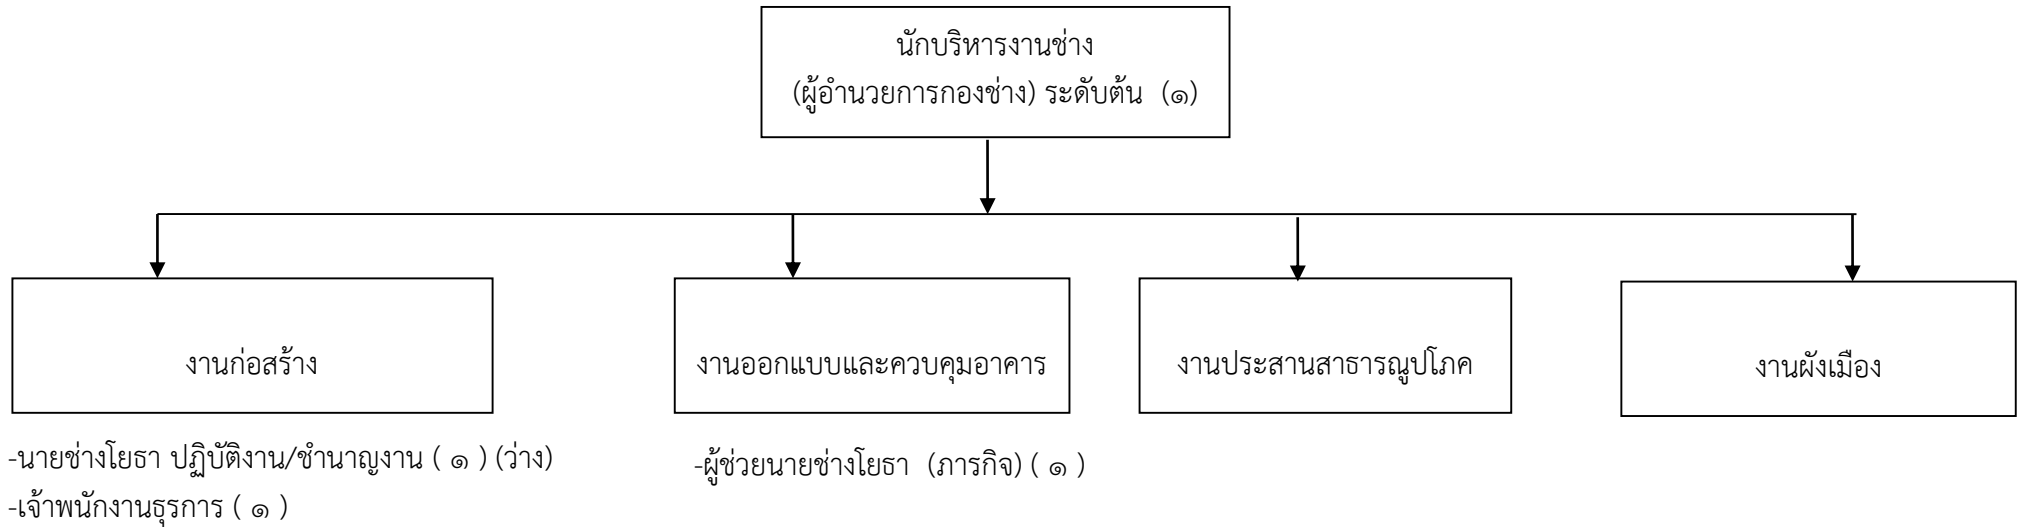 นักบริหารงานช่าง
(ผู้อำนวยการกองช่าง) ระดับต้น (๑)
งานก่อสร้าง
งานออกแบบและควบคุมอาคาร
งานประสานสาธารณูปโภค
งานผังเมือง
-นายช่างโยธา ปฏิบัติงาน/ชำนาญงาน ( ๑ ) (ว่าง)
-เจ้าพนักงานธุรการ ( ๑ )
-ผู้ช่วยนายช่างโยธา (ภารกิจ) ( ๑ )